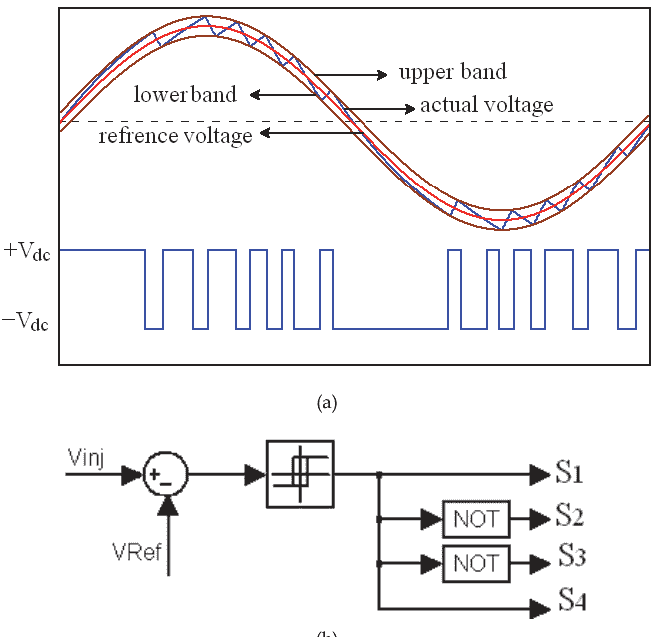 upper band
lower band
actual voltage
refrence voltage
+Vdc
−Vdc
(a)
Vinj
+
−
VRef
S1
NOT
S2
NOT
S3
S4